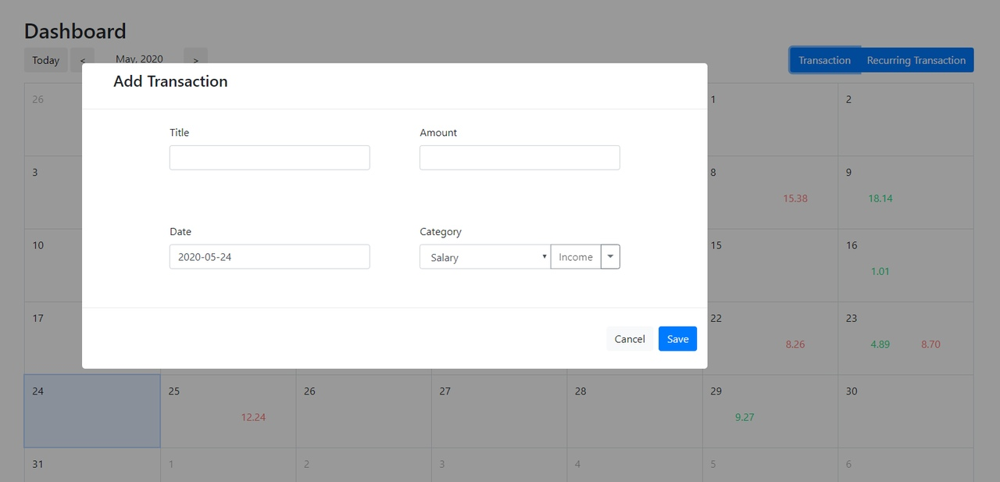 Dashboard
Today < May, 2020 > Transaction Recurring Transaction
Add Transaction
26 1 2
Title Amount
3 8 9
15.38 18.14
Date Category
10 15 16
2020-05-24 Salary Income
1.01
17 22 23
Cancel Save
8.26 4.89 8.70
24 25 26 27 28 29 30
12.24 9.27
31 1 2 3 4 5 6